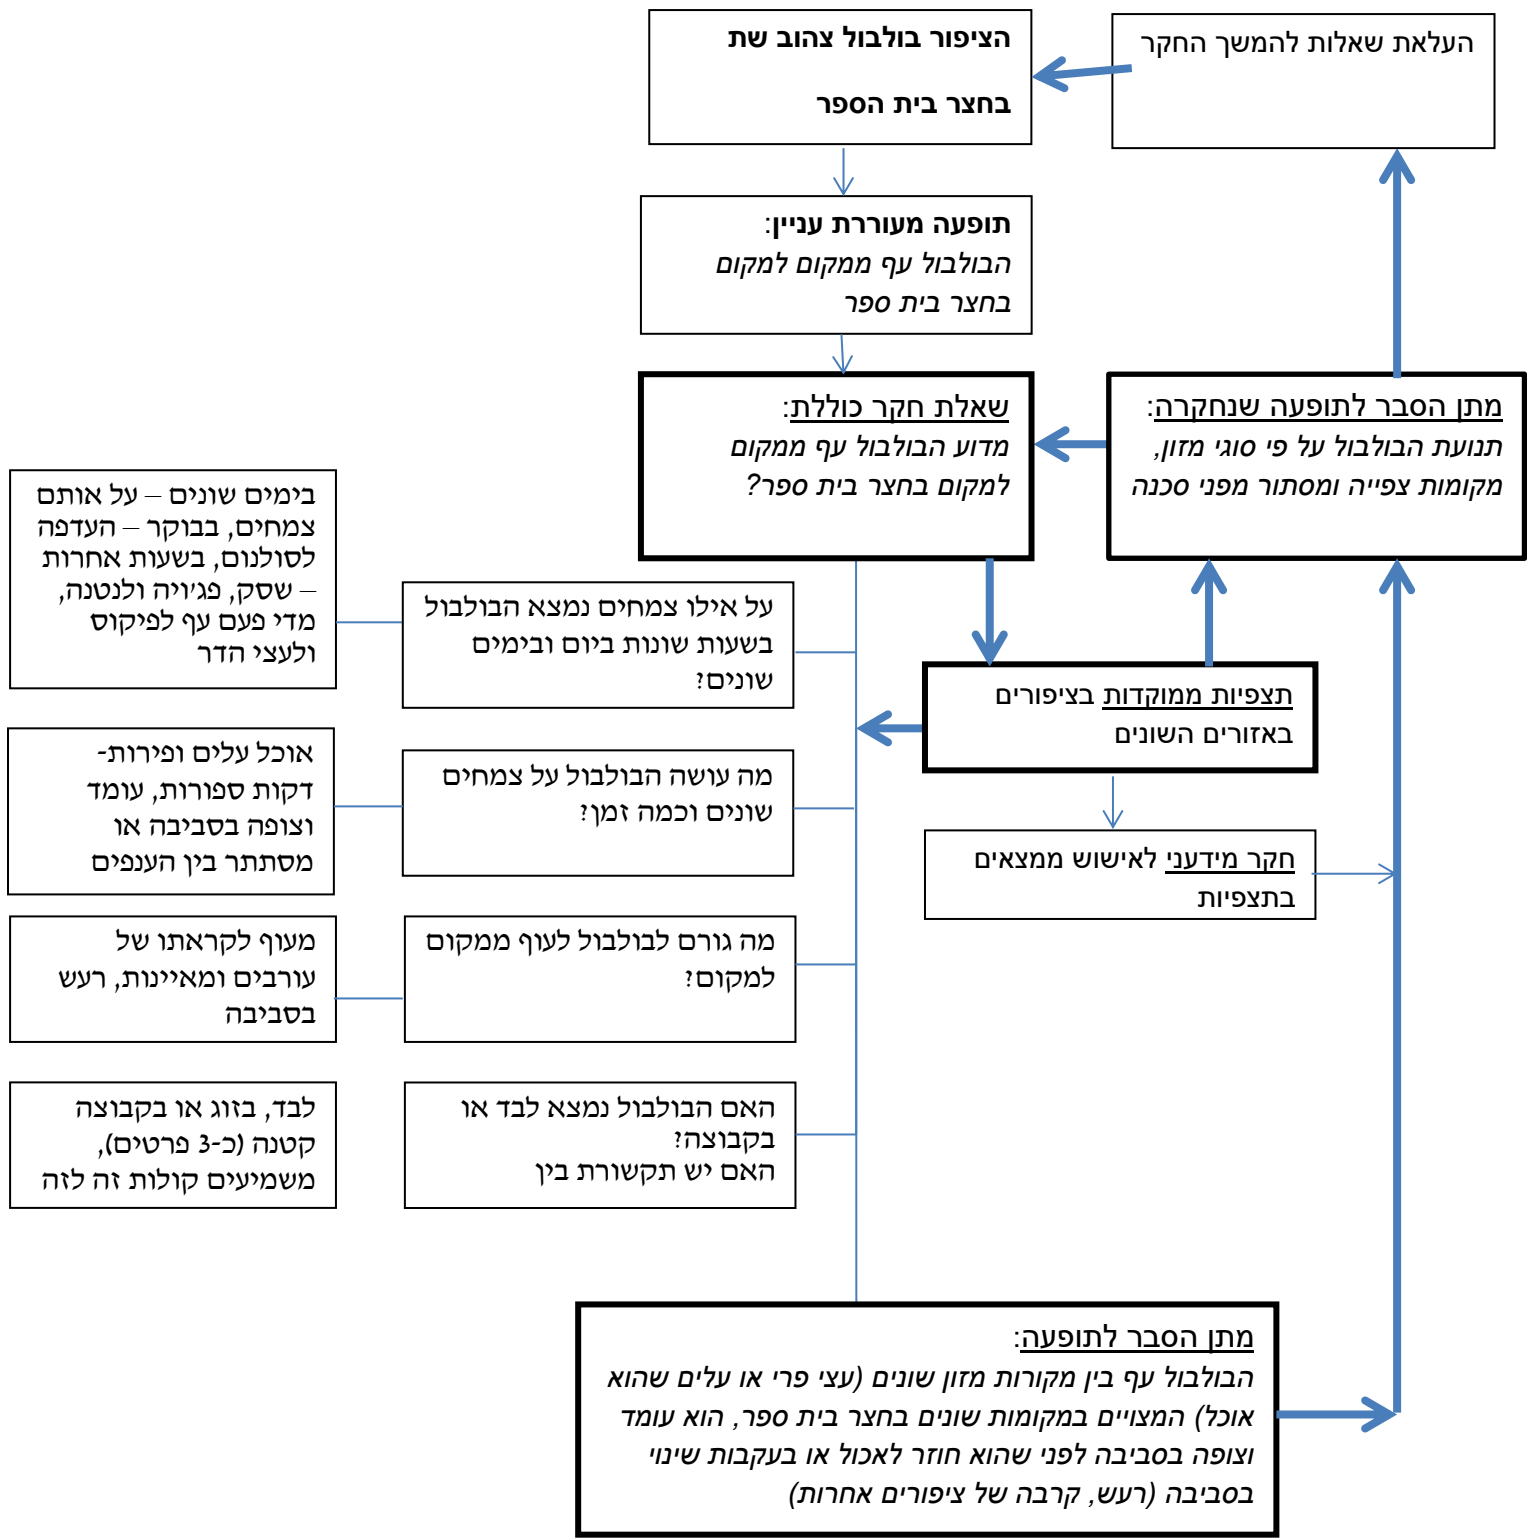 העלאת שאלות להמשך החקר
הציפור בולבול צהוב שת
בחצר בית הספר
תופעה מעוררת עניין:
הבולבול עף ממקום למקום
בחצר בית ספר
מתן הסבר לתופעה שנחקרה:
תנועת הבולבול על פי סוגי מזון,
מקומות צפייה ומסתור מפני סכנה
שאלת חקר כוללת:
מדוע הבולבול עף ממקום
למקום בחצר בית ספר?
תצפיות ממוקדות בציפורים
באזורים השונים
חקר מידעני לאישוש ממצאים
בתצפיות
על אילו צמחים נמצא הבולבול
בשעות שונות ביום ובימים
שונים?
בימים שונים – על אותם
צמחים, בבוקר – העדפה
לסולנום, בשעות אחרות
– שסק, פג'ויה ולנטנה,
מדי פעם עף לפיקוס
ולעצי הדר
מה עושה הבולבול על צמחים
שונים וכמה זמן?
אוכל עלים ופירות-
דקות ספורות, עומד
וצופה בסביבה או
מסתתר בין הענפים
מה גורם לבולבול לעוף ממקום
למקום?
מעוף לקראתו של
עורבים ומאיינות, רעש
בסביבה
האם הבולבול נמצא לבד או
בקבוצה?
האם יש תקשורת בין
לבד, בזוג או בקבוצה
קטנה (כ-3 פרטים),
משמיעים קולות זה לזה
מתן הסבר לתופעה:
הבולבול עף בין מקורות מזון שונים (עצי פרי או עלים שהוא
אוכל) המצויים במקומות שונים בחצר בית ספר, הוא עומד
וצופה בסביבה לפני שהוא חוזר לאכול או בעקבות שינוי
בסביבה (רעש, קרבה של ציפורים אחרות)